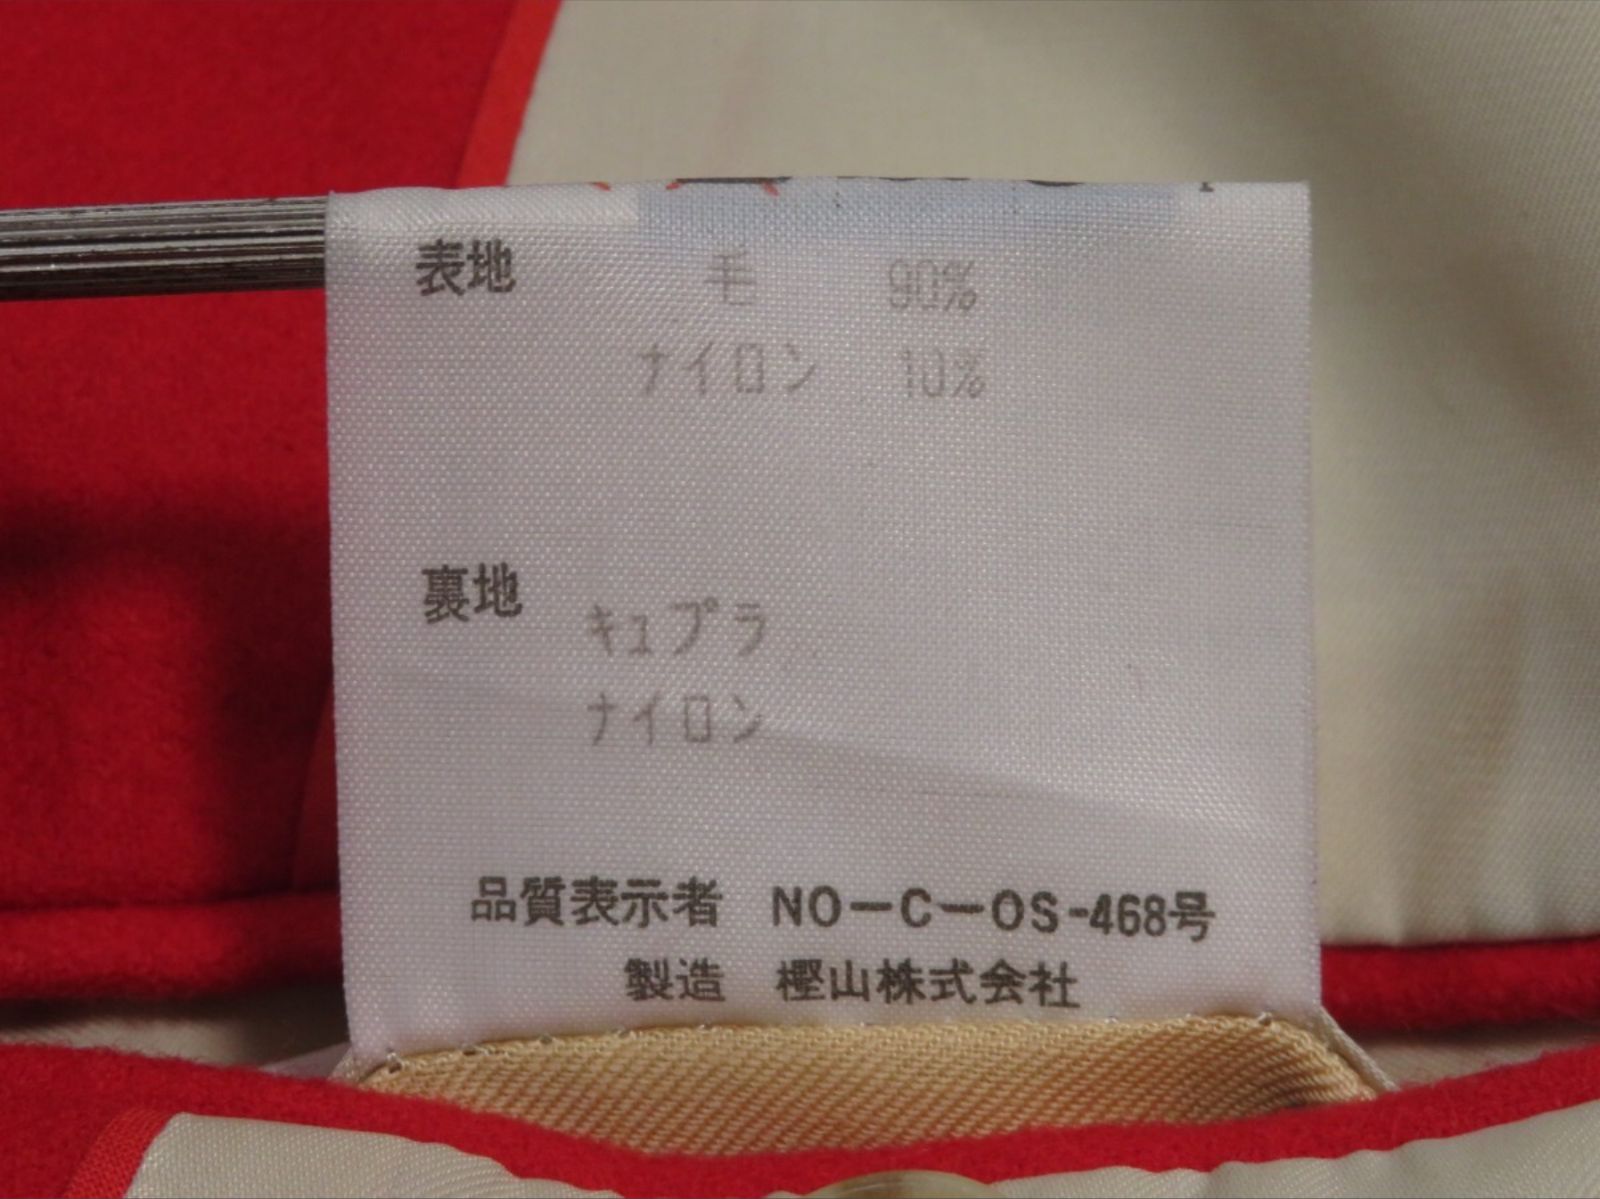 表地 毛 90%
ナイロン 10%
裏地 キュプラ
ナイロン
品質表示者 NO－C－OS-468号
製造 樫山株式会社